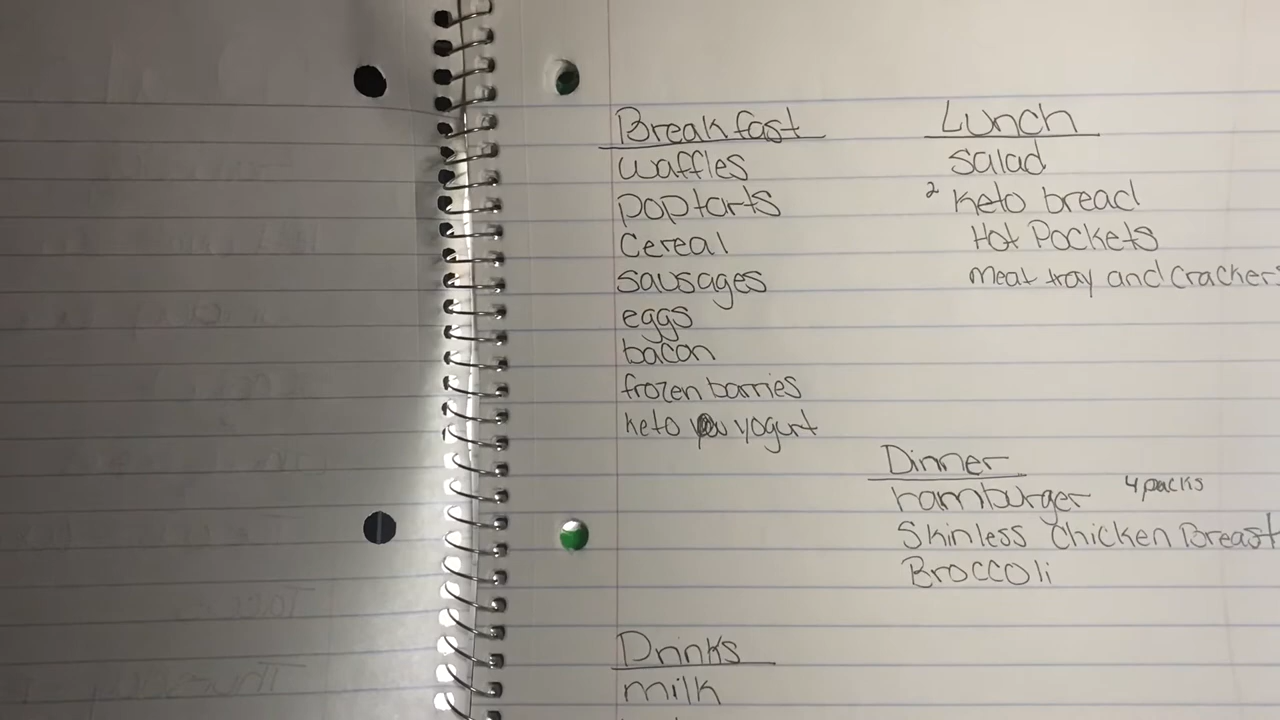 Breakfast
waffles
poptarts
Cereal
sausages
eggs
bacon
frozen barries
keto yogurt
Lunch
salad
2 keto bread
Hot Pockets
meat tray and crackers
Dinner
hamburger 4 packs
Skinless Chicken Breast
Broccoli
Drinks
milk